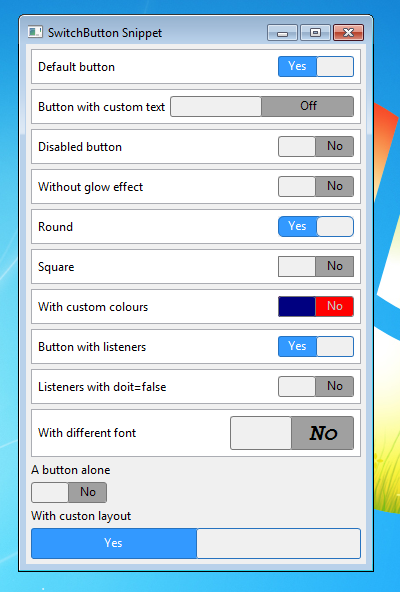 SwitchButton Snippet
Default button Yes
Button with custom text Off
Disabled button No
Without glow effect No
Round Yes
Square No
With custom colours No
Button with listeners Yes
Listeners with doit=false No
With different font No
A button alone
No
With custon layout
Yes